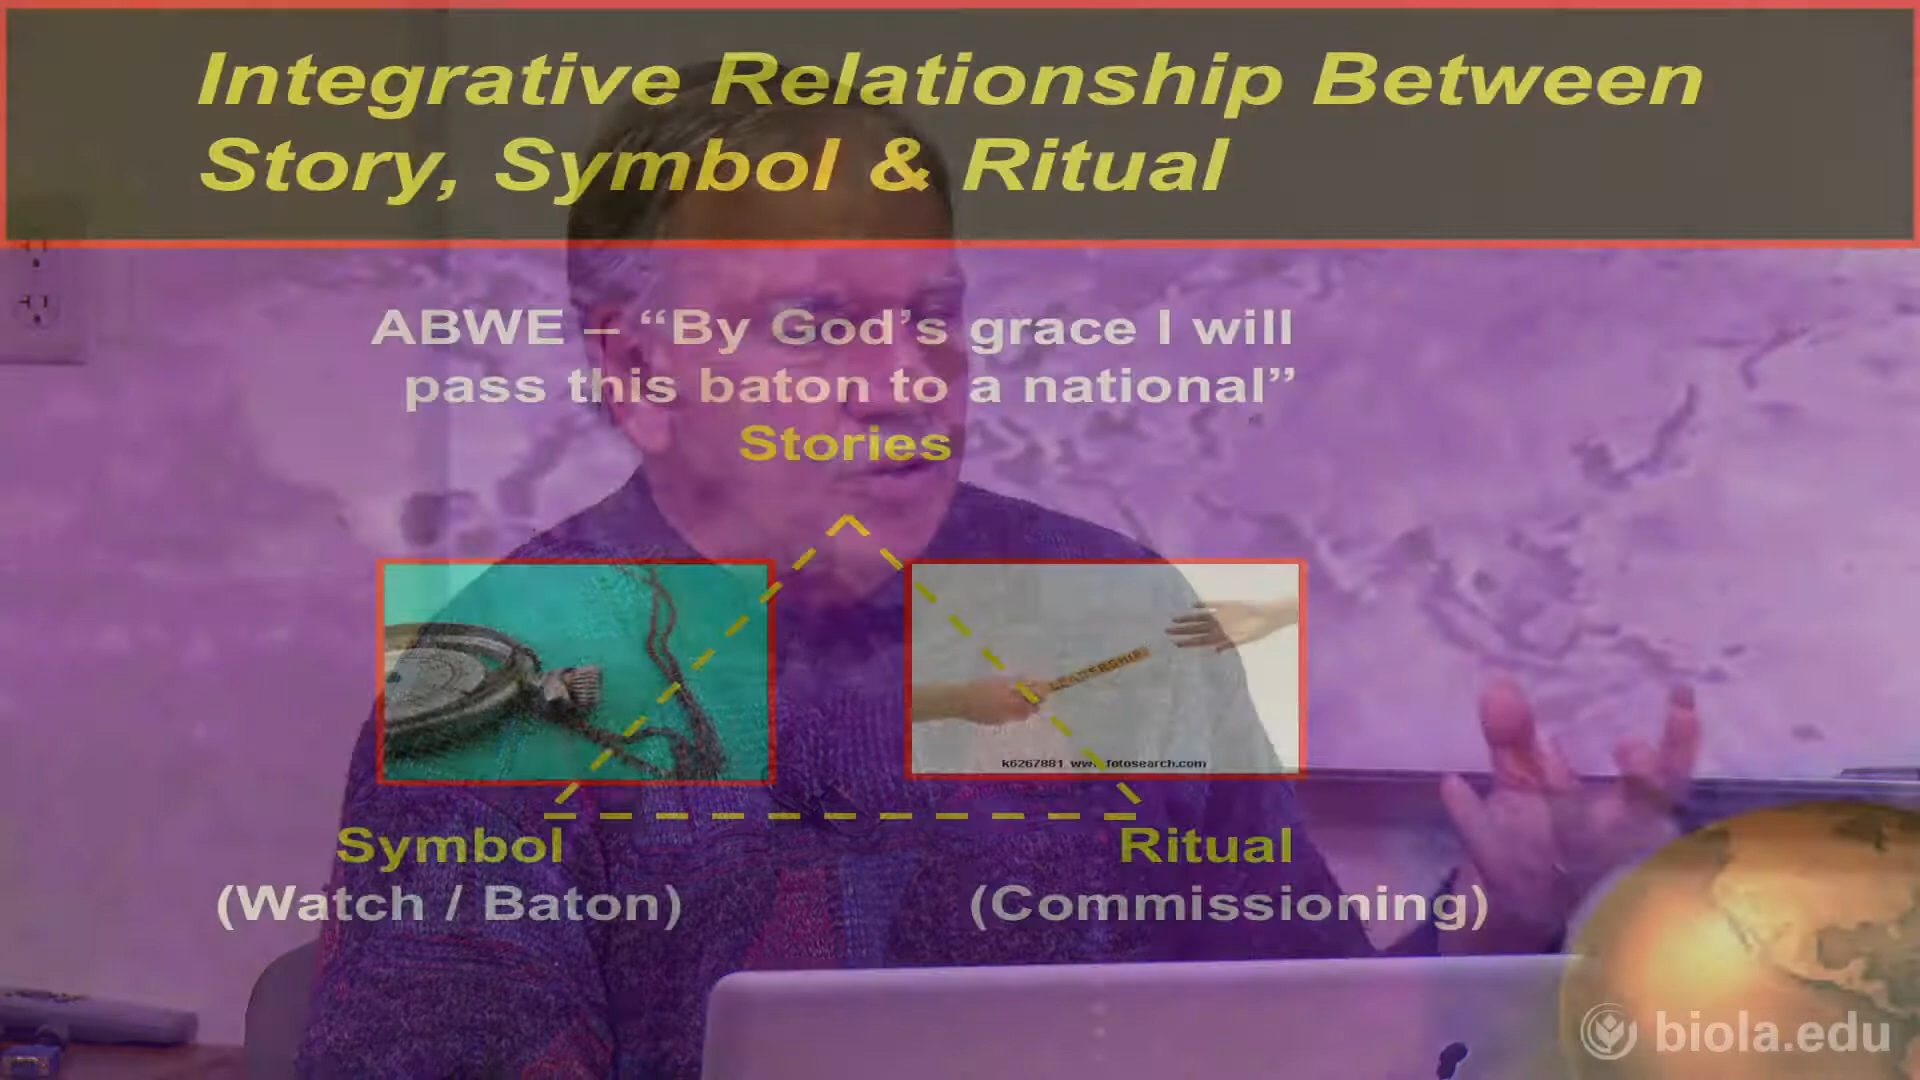 Integrative Relationship Between
Story, Symbol & Ritual
ABWE – “By God’s grace I will
pass this baton to a national”
Stories
LEADERSHIP
k6267881 www.fotosearch.com
Symbol
Ritual
(Watch / Baton)
(Commissioning)
biola.edu